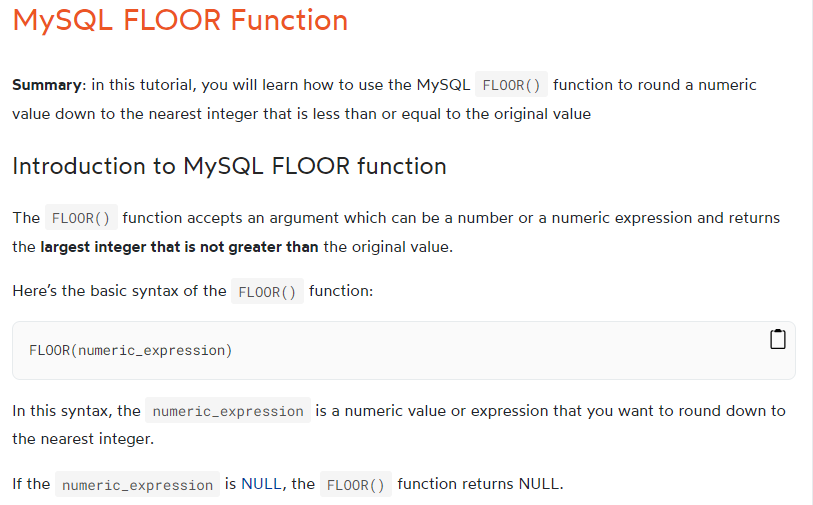 MySQL FLOOR Function
Summary: in this tutorial, you will learn how to use the MySQL FLOOR() function to round a numeric
value down to the nearest integer that is less than or equal to the original value
Introduction to MySQL FLOOR function
The FLOOR() function accepts an argument which can be a number or a numeric expression and returns
the largest integer that is not greater than the original value.
Here’s the basic syntax of the FLOOR() function:
FLOOR(numeric_expression)
In this syntax, the numeric_expression is a numeric value or expression that you want to round down to
the nearest integer.
If the numeric_expression is NULL, the FLOOR() function returns NULL.